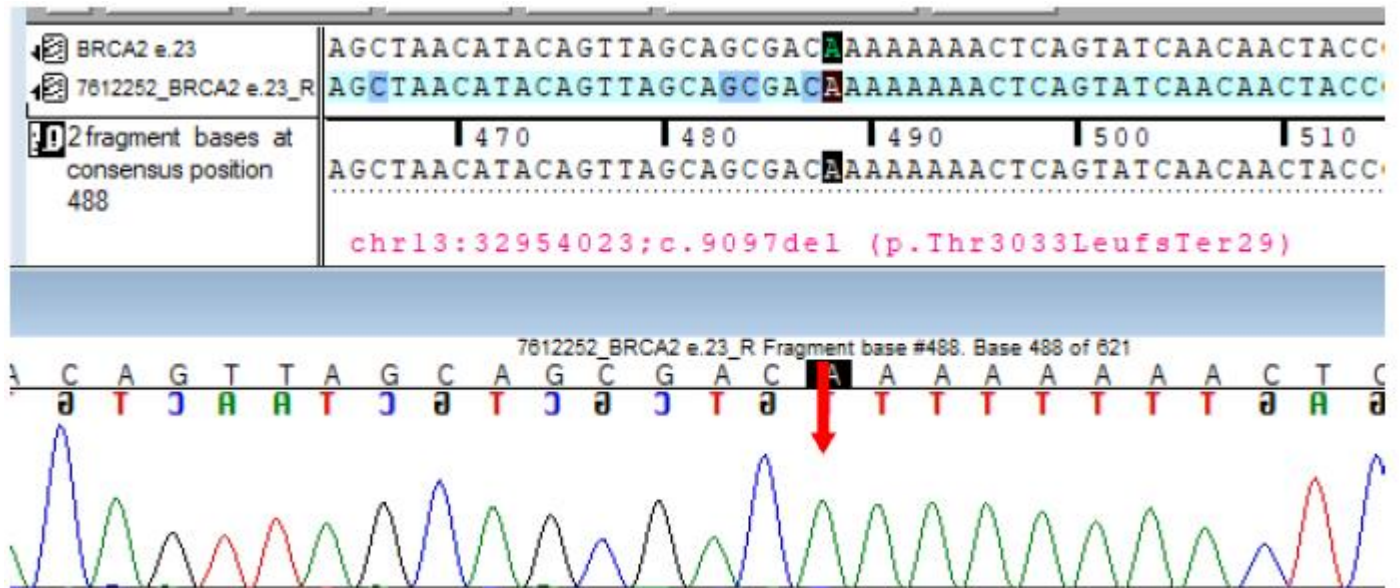 BRCA2 e.23 AGCTAACATACAGTTAGCAGCGACAAAAAAAACTCAGTATCAACAACTACC
7612252_BRCA2 e.23_R AGCTAACATACAGTTAGCAGCGACAAAAAAAACTCAGTATCAACAACTACC
2 fragment bases at consensus position 488
470 480 490 500 510
AGCTAACATACAGTTAGCAGCGACAAAAAAAACTCAGTATCAACAACTACC
chr13:32954023;c.9097del (p.Thr3033LeufsTer29)
7612252_BRCA2 e.23_R Fragment base #488. Base 488 of 621
A C A G T T A G C A G C G A C A A A A A A A A C T C
G T C A A T C G T C G C T G T T T T T T T G A G